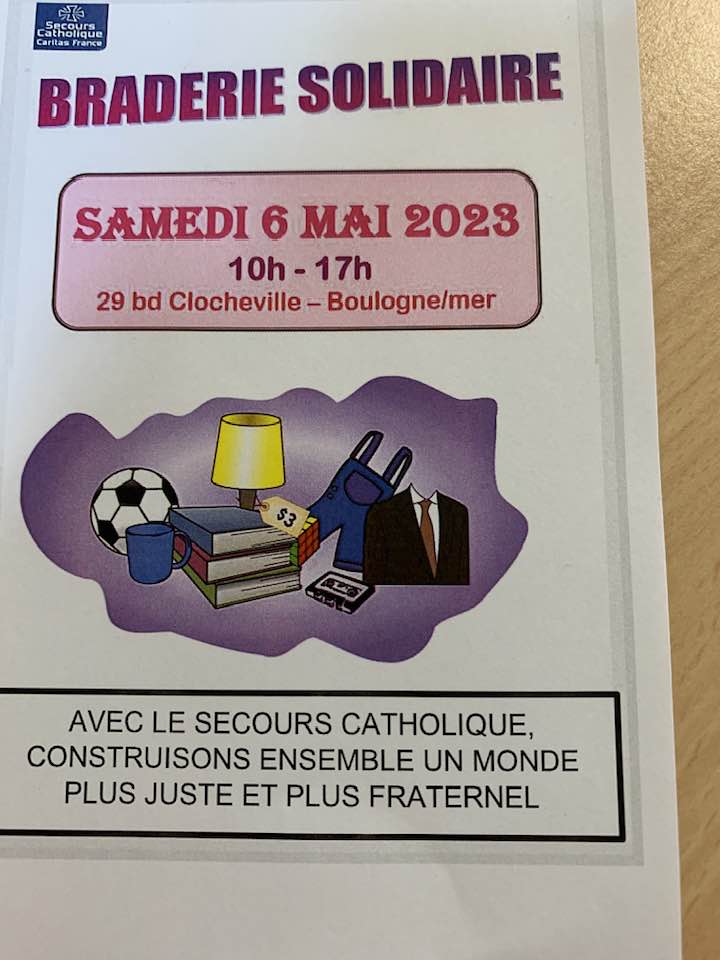 Secours
Catholique
Caritas France
BRADERIE SOLIDAIRE
SAMEDI 6 MAI 2023
10h - 17h
29 bd Clocheville – Boulogne/mer
$3
AVEC LE SECOURS CATHOLIQUE,
CONSTRUISONS ENSEMBLE UN MONDE
PLUS JUSTE ET PLUS FRATERNEL